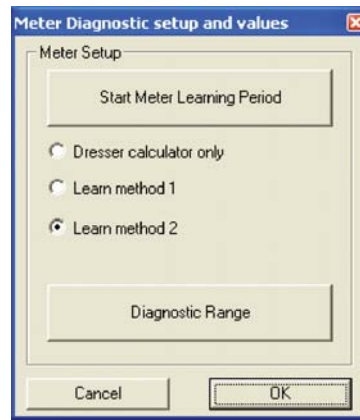 Meter Diagnostic setup and values
Meter Setup
Start Meter Learning Period
Dresser calculator only
Learn method 1
Learn method 2
Diagnostic Range
Cancel
OK